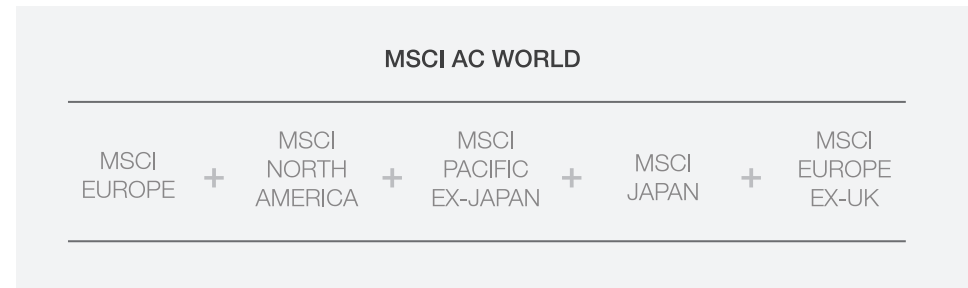 MSCI AC WORLD
MSCI
EUROPE
+
MSCI
NORTH
AMERICA
+
MSCI
PACIFIC
EX-JAPAN
+
MSCI
JAPAN
+
MSCI
EUROPE
EX-UK